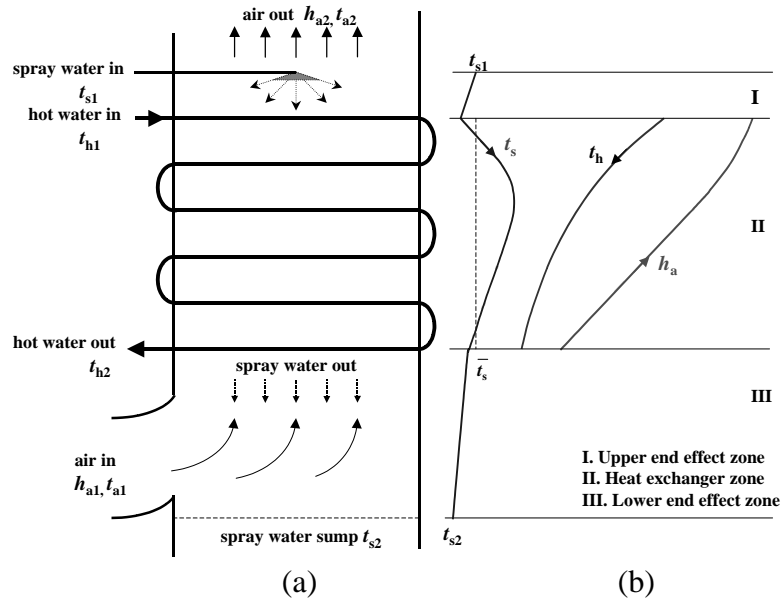 air out h_a2, t_a2
spray water in
t_s1
hot water in
t_h1
hot water out
t_h2
spray water out
air in
h_a1, t_a1
spray water sump t_s2
(a)
t_s1
I
t_s
t_h
II
h_a
t̅_s
III
I. Upper end effect zone
II. Heat exchanger zone
III. Lower end effect zone
t_s2
(b)